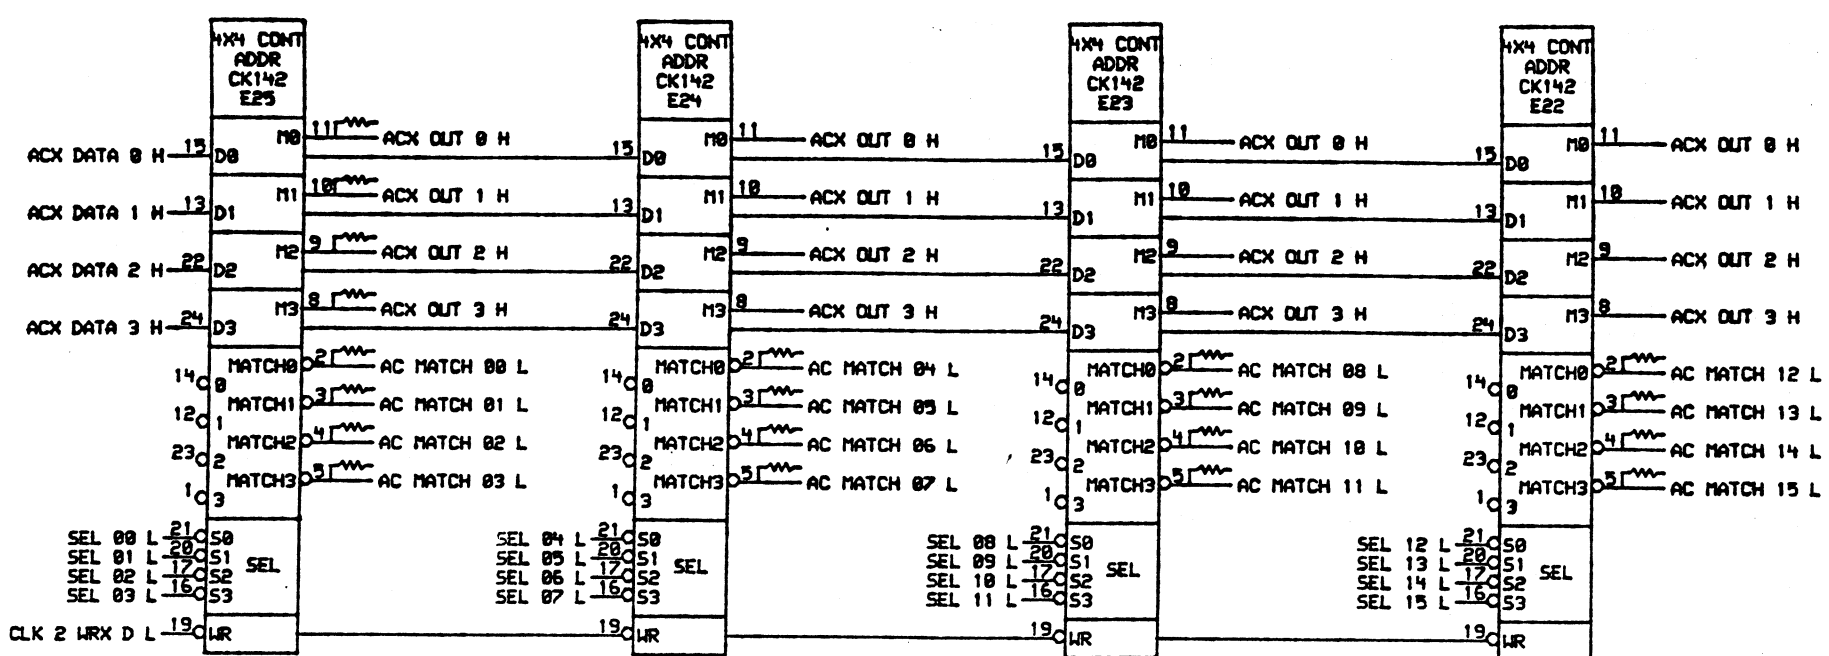 4X4 CONT
ADDR
CK142
E25
4X4 CONT
ADDR
CK142
E24
4X4 CONT
ADDR
CK142
E23
4X4 CONT
ADDR
CK142
E22
ACX DATA 0 H 15 D0 M0 11 ACX OUT 0 H 15 D0 M0 11 ACX OUT 0 H 15 D0 M0 11 ACX OUT 0 H 15 D0 M0 11 ACX OUT 0 H
ACX DATA 1 H 13 D1 M1 10 ACX OUT 1 H 13 D1 M1 10 ACX OUT 1 H 13 D1 M1 10 ACX OUT 1 H 13 D1 M1 10 ACX OUT 1 H
ACX DATA 2 H 22 D2 M2 9 ACX OUT 2 H 22 D2 M2 9 ACX OUT 2 H 22 D2 M2 9 ACX OUT 2 H 22 D2 M2 9 ACX OUT 2 H
ACX DATA 3 H 24 D3 M3 8 ACX OUT 3 H 24 D3 M3 8 ACX OUT 3 H 24 D3 M3 8 ACX OUT 3 H 24 D3 M3 8 ACX OUT 3 H
14 0 MATCH0 2 AC MATCH 00 L 14 0 MATCH0 2 AC MATCH 04 L 14 0 MATCH0 2 AC MATCH 08 L 14 0 MATCH0 2 AC MATCH 12 L
12 1 MATCH1 3 AC MATCH 01 L 12 1 MATCH1 3 AC MATCH 05 L 12 1 MATCH1 3 AC MATCH 09 L 12 1 MATCH1 3 AC MATCH 13 L
23 2 MATCH2 4 AC MATCH 02 L 23 2 MATCH2 4 AC MATCH 06 L 23 2 MATCH2 4 AC MATCH 10 L 23 2 MATCH2 4 AC MATCH 14 L
1 3 MATCH3 5 AC MATCH 03 L 1 3 MATCH3 5 AC MATCH 07 L 1 3 MATCH3 5 AC MATCH 11 L 1 3 MATCH3 5 AC MATCH 15 L
SEL 00 L 21 S0 SEL 04 L 21 S0 SEL 08 L 21 S0 SEL 12 L 21 S0
SEL 01 L 20 S1 SEL SEL 05 L 20 S1 SEL SEL 09 L 20 S1 SEL SEL 13 L 20 S1 SEL
SEL 02 L 17 S2 SEL 06 L 17 S2 SEL 10 L 17 S2 SEL 14 L 17 S2
SEL 03 L 16 S3 SEL 07 L 16 S3 SEL 11 L 16 S3 SEL 15 L 16 S3
CLK 2 WRX D L 19 WR 19 WR 19 WR 19 WR